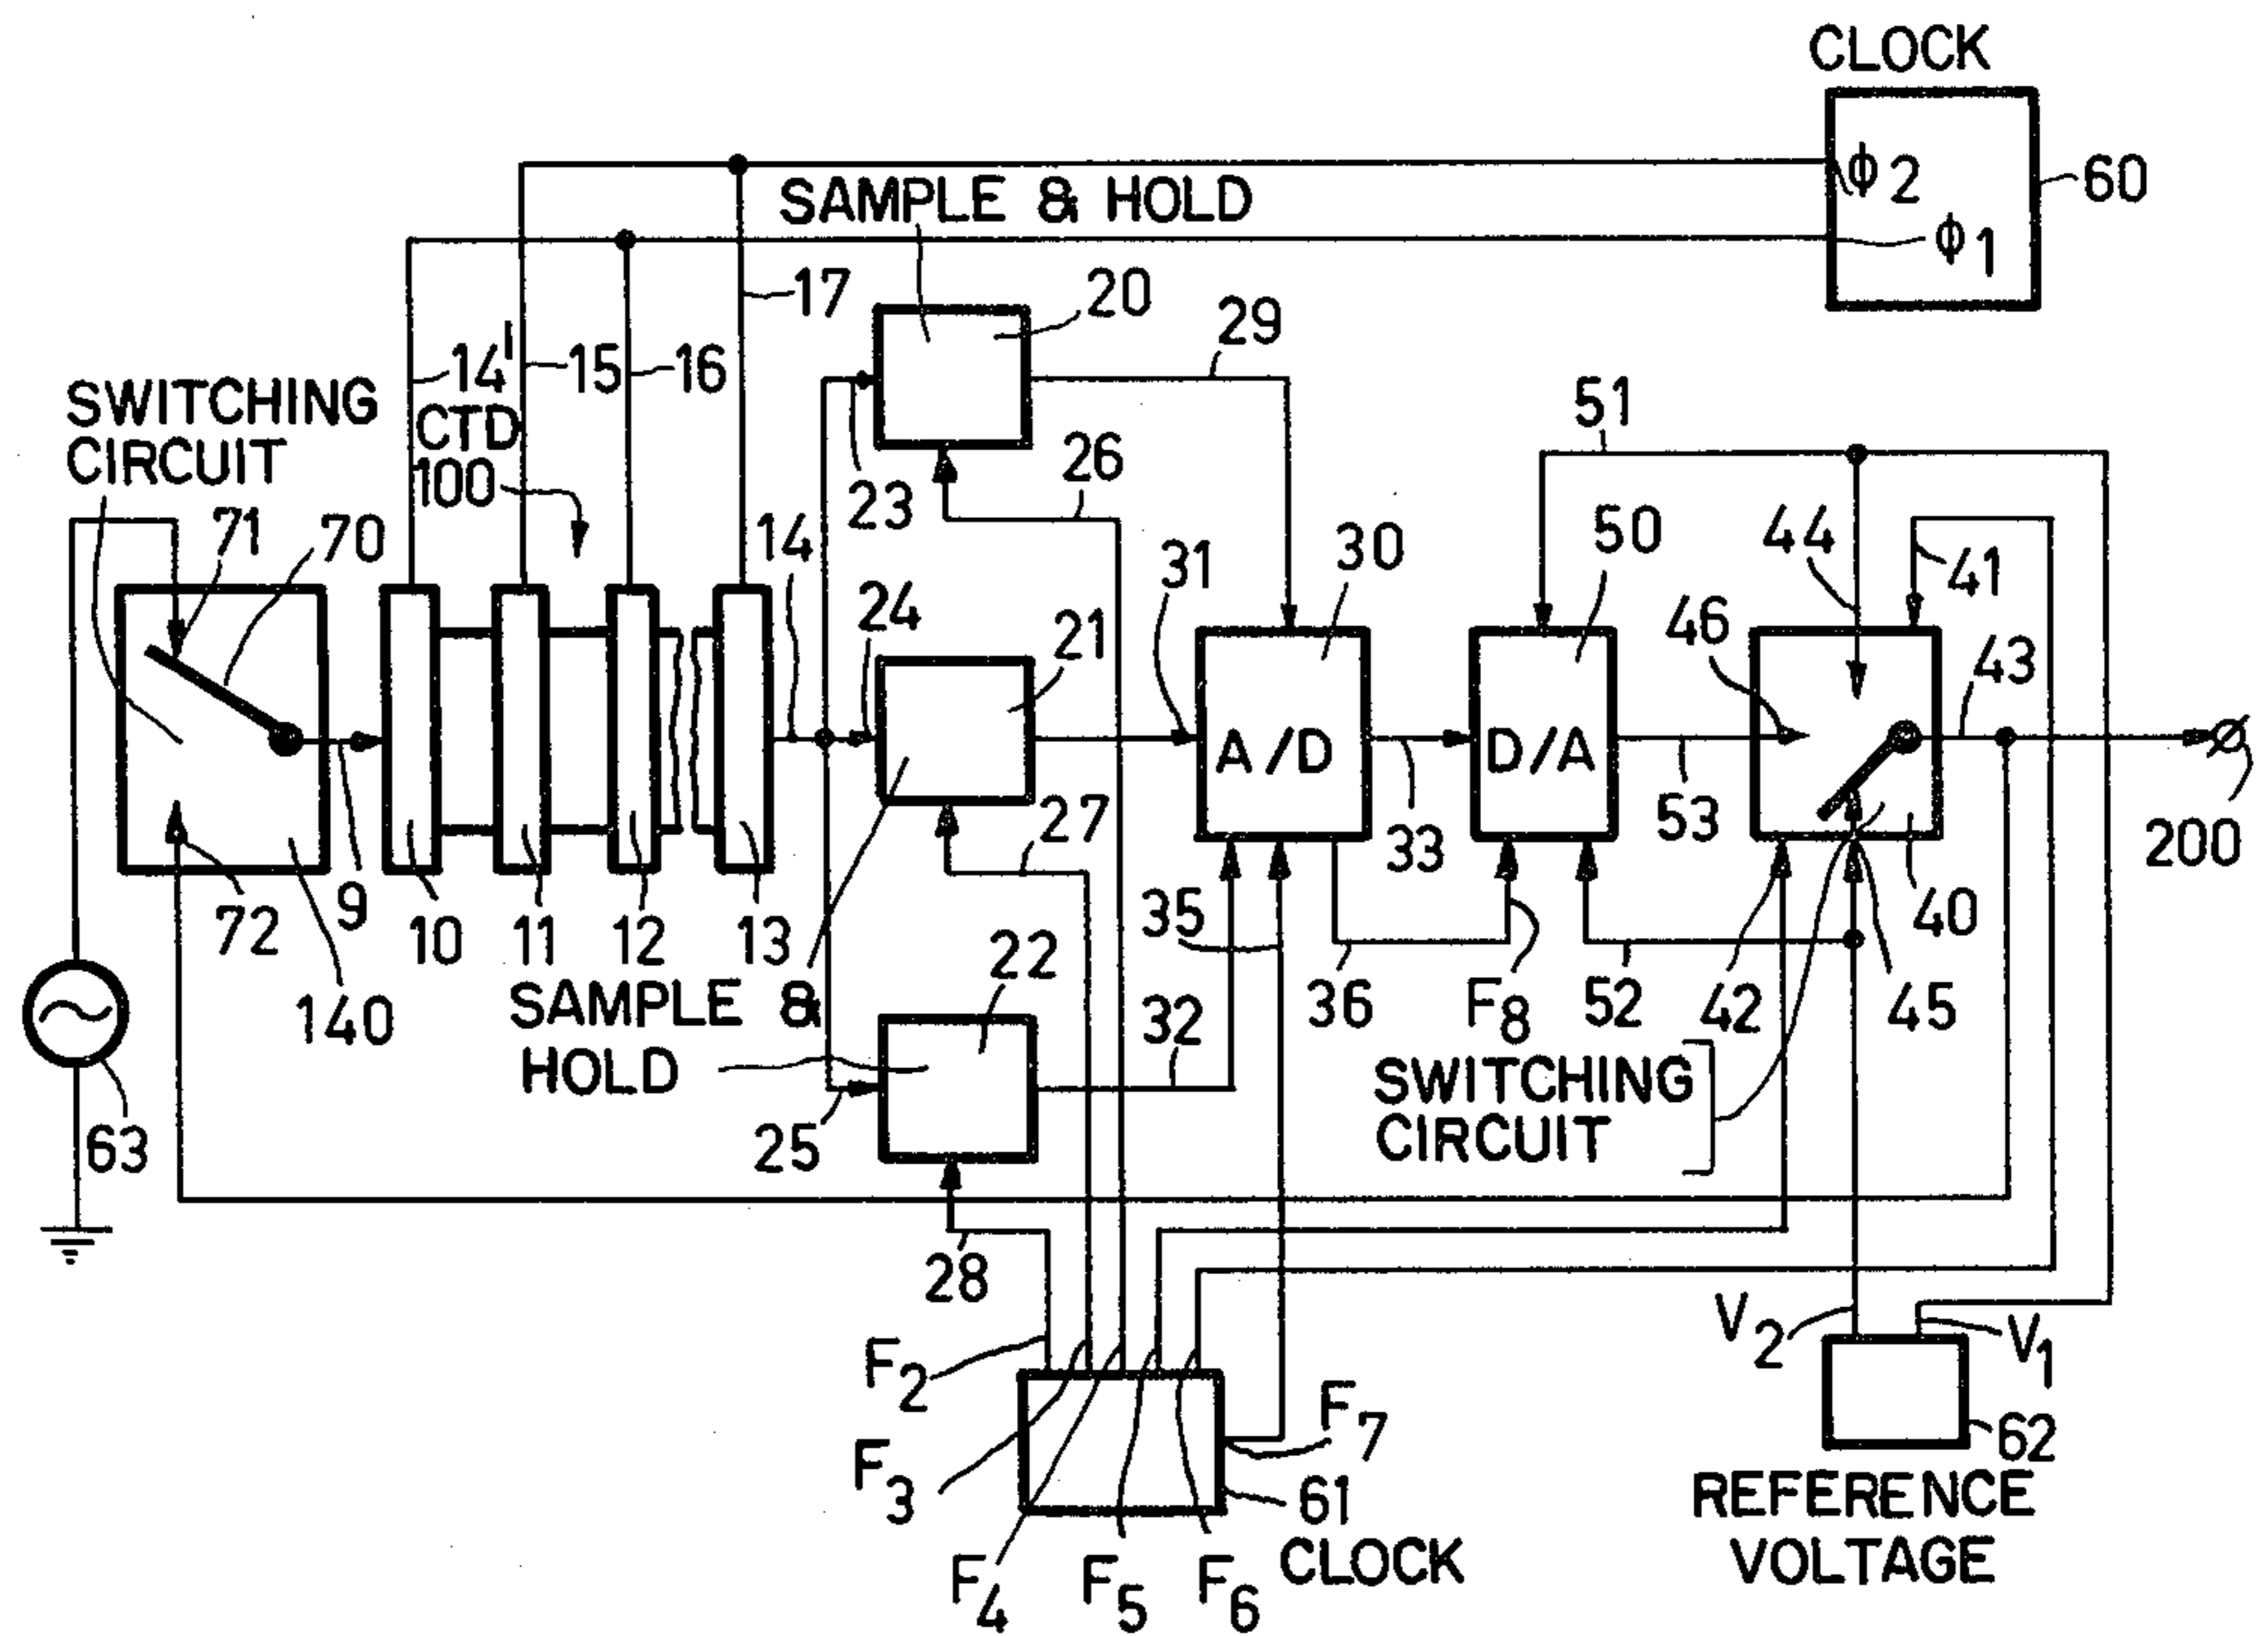 CLOCK
ϕ2
60
SAMPLE & HOLD
ϕ1
17
20
29
14'
15
16
SWITCHING
CIRCUIT
CTD
100
51
26
23
71
70
14
31
30
50
44
41
24
21
46
43
A/D
D/A
27
33
53
200
72
9
10
11
12
13
35
40
22
140
SAMPLE &
HOLD
32
36
F8
52
42
45
SWITCHING
CIRCUIT
63
25
28
V2
V1
F2
F3
F7
62
61
CLOCK
REFERENCE
VOLTAGE
F4
F5
F6